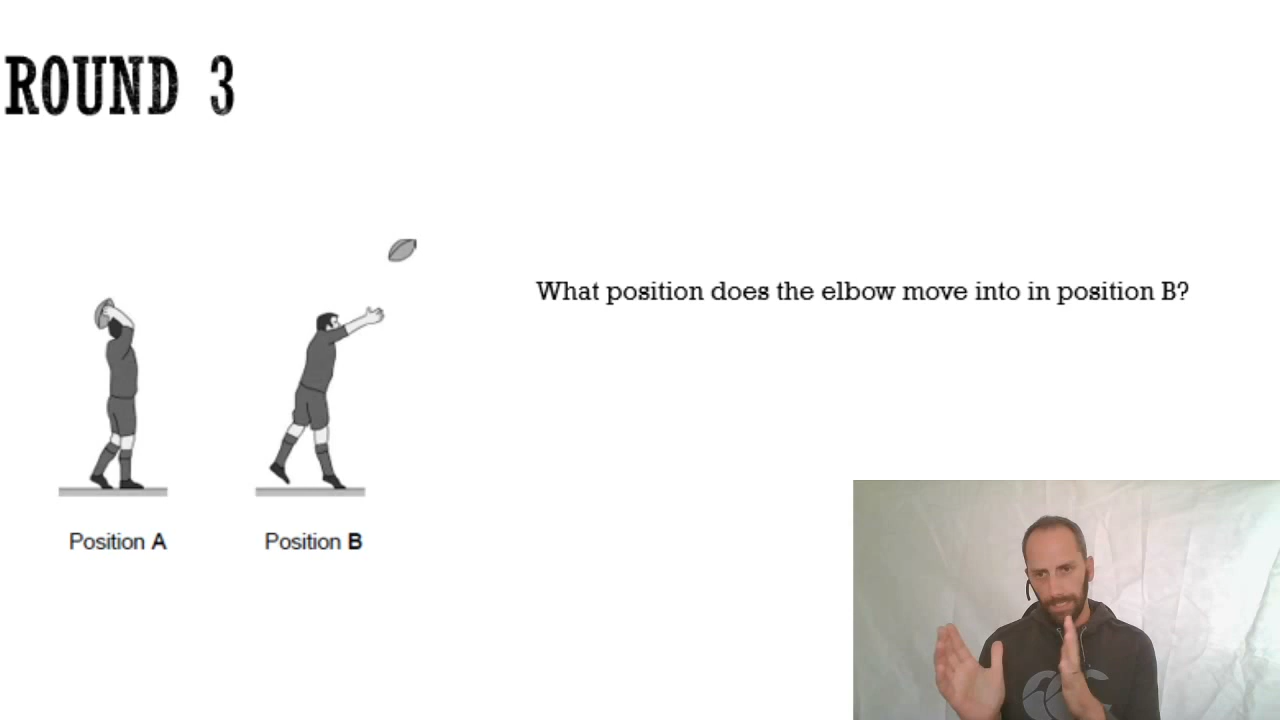 ROUND 3
What position does the elbow move into in position B?
Position A
Position B